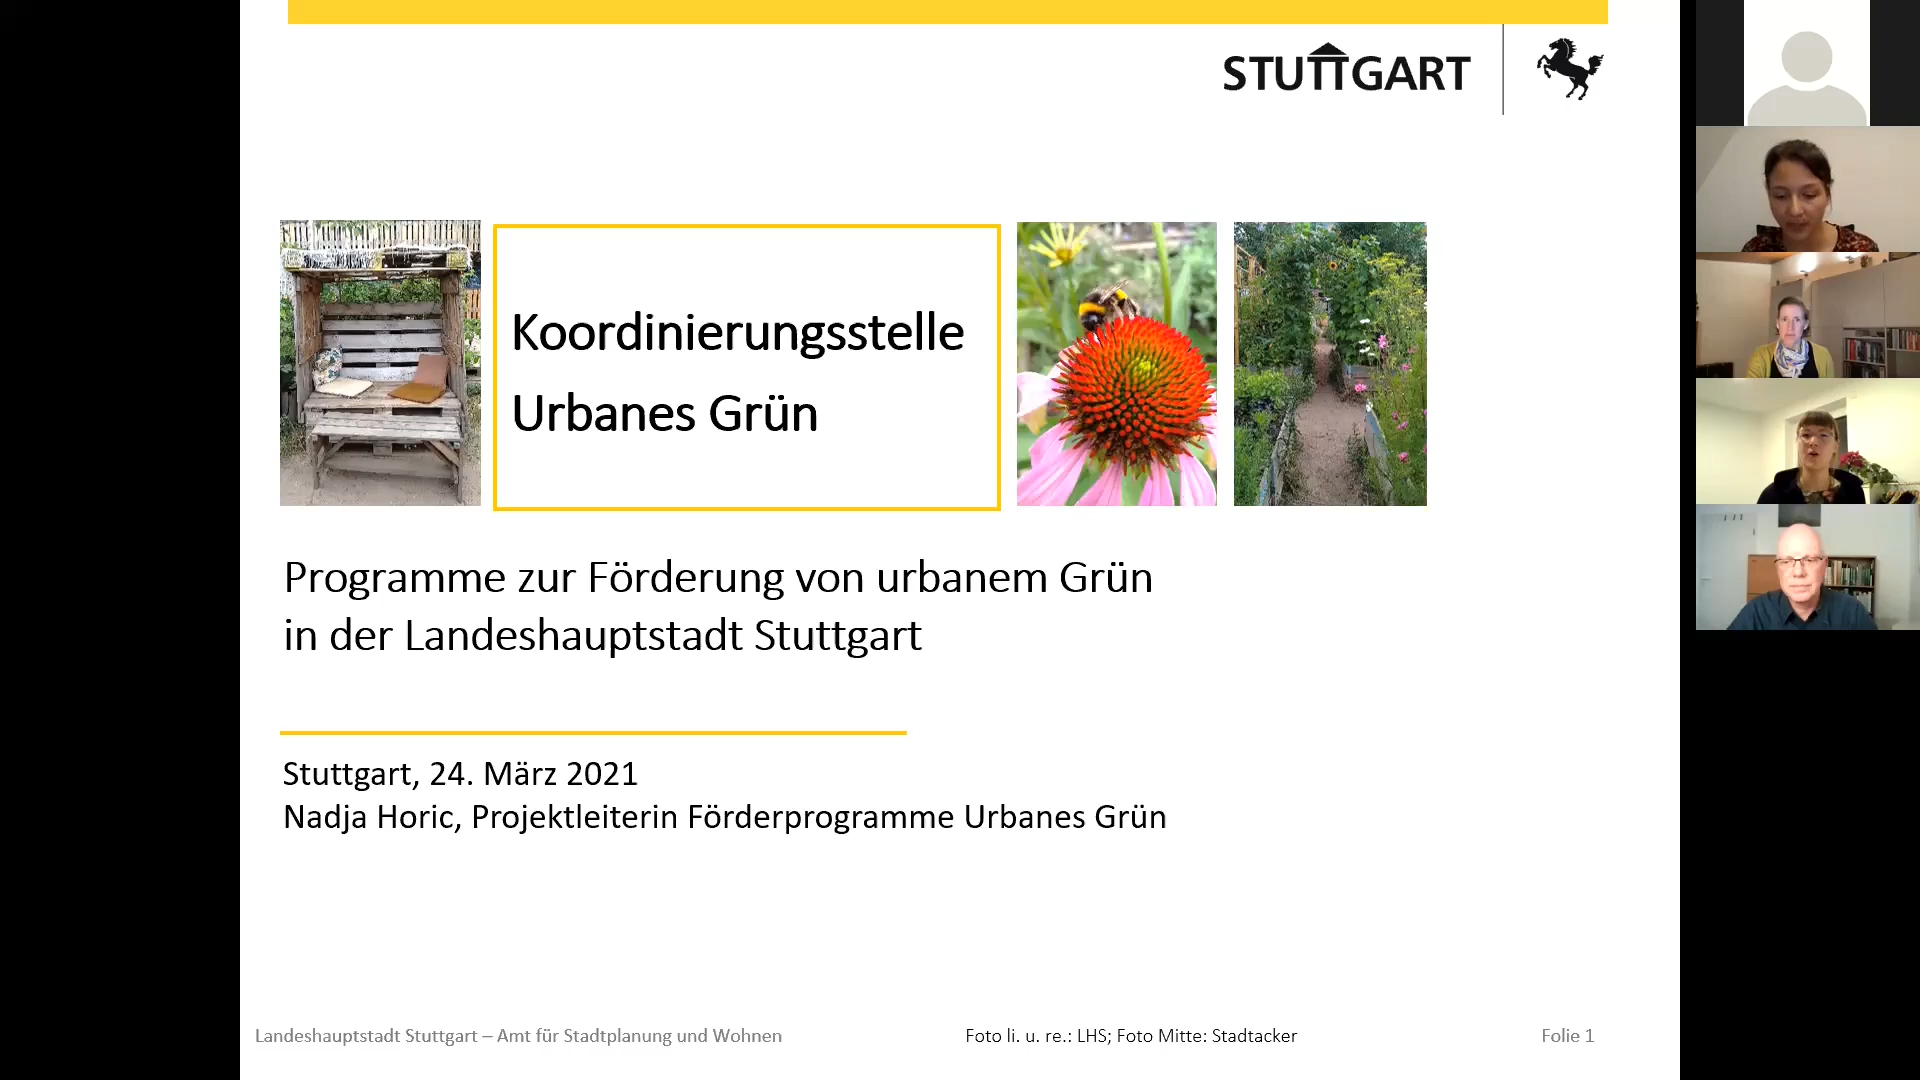 STUTTGART
Koordinierungsstelle
Urbanes Grün
Programme zur Förderung von urbanem Grün
in der Landeshauptstadt Stuttgart
Stuttgart, 24. März 2021
Nadja Horic, Projektleiterin Förderprogramme Urbanes Grün
Landeshauptstadt Stuttgart – Amt für Stadtplanung und Wohnen
Foto li. u. re.: LHS; Foto Mitte: Stadtacker
Folie 1